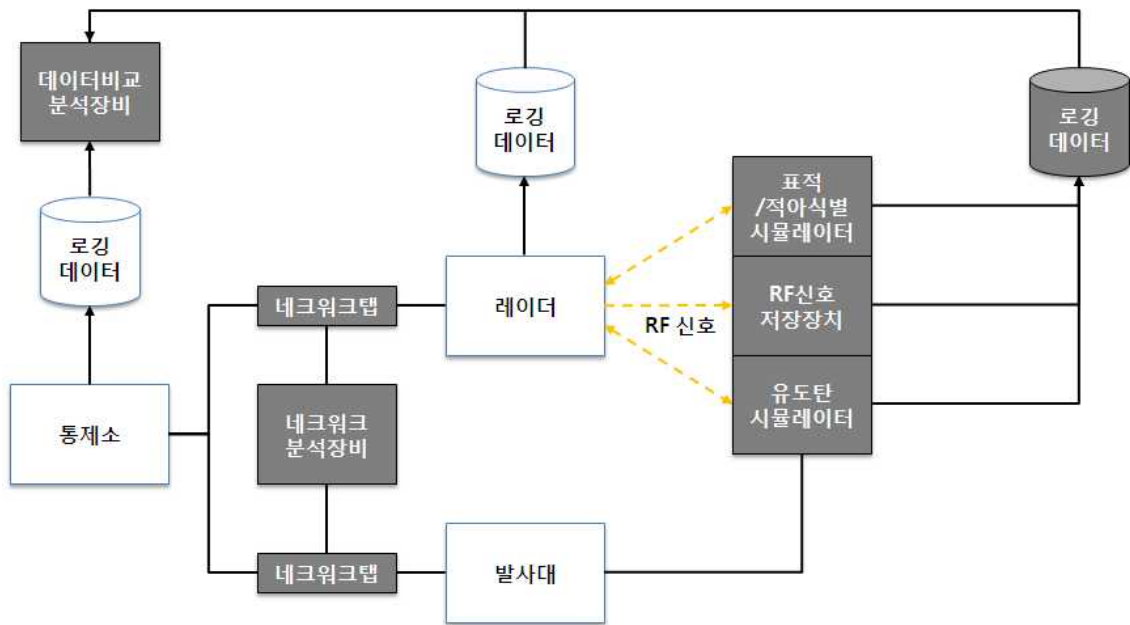 데이터비교
분석장비
로깅
데이터
로깅
데이터
로깅
데이터
표적
/적아식별
시뮬레이터
네크워크탭
레이더
RF 신호
RF신호
저장장치
통제소
네크워크
분석장비
유도탄
시뮬레이터
네크워크탭
발사대